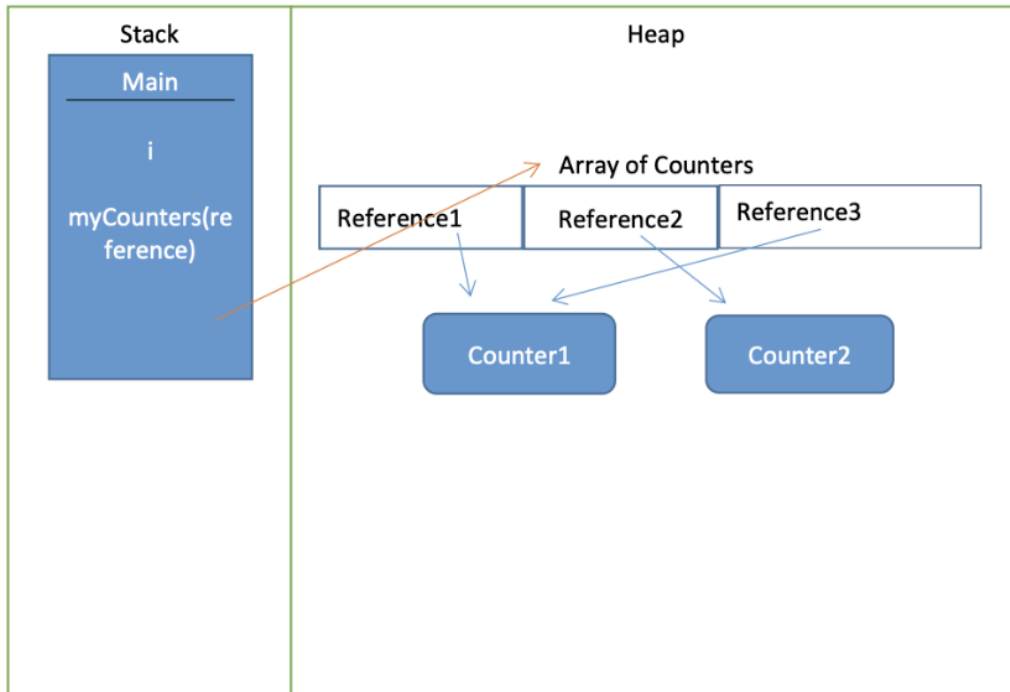 Stack
Heap
Main
i
myCounters(re
ference)
Array of Counters
Reference1
Reference2
Reference3
Counter1
Counter2